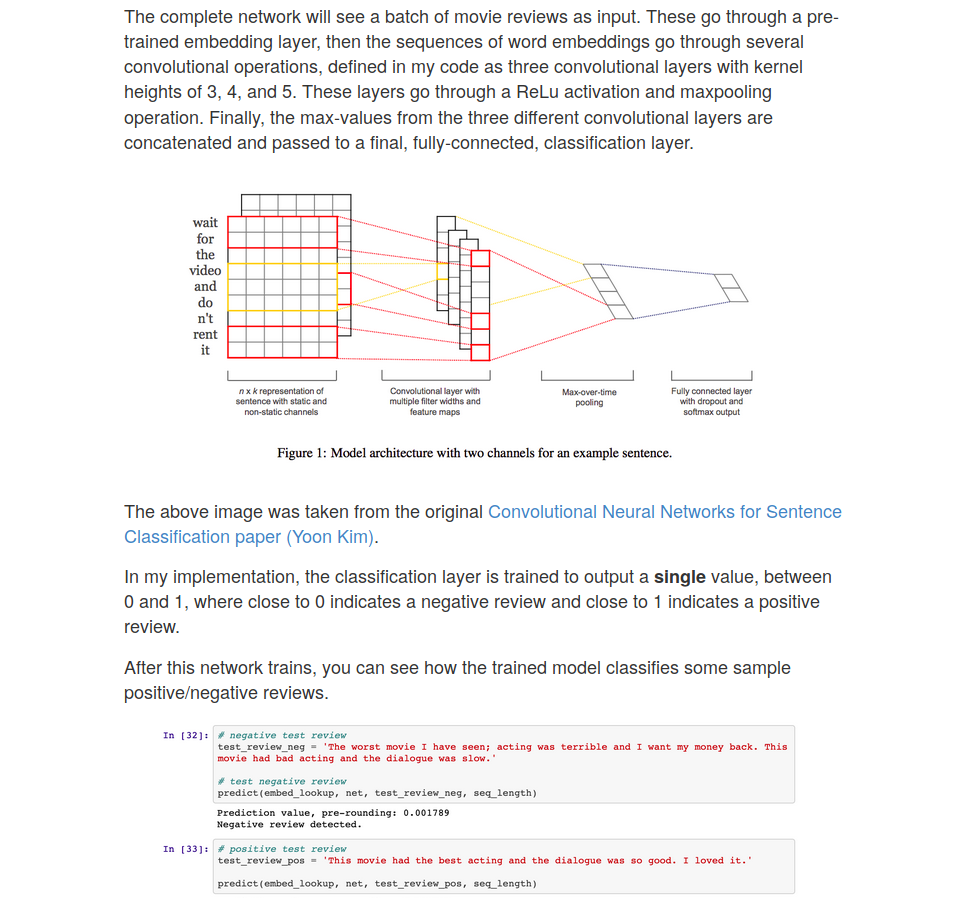 The complete network will see a batch of movie reviews as input. These go through a pre-
trained embedding layer, then the sequences of word embeddings go through several
convolutional operations, defined in my code as three convolutional layers with kernel
heights of 3, 4, and 5. These layers go through a ReLu activation and maxpooling
operation. Finally, the max-values from the three different convolutional layers are
concatenated and passed to a final, fully-connected, classification layer.
wait
for
the
video
and
do
n't
rent
it
n x k representation of
sentence with static and
non-static channels
Convolutional layer with
multiple filter widths and
feature maps
Max-over-time
pooling
Fully connected layer
with dropout and
softmax output
Figure 1: Model architecture with two channels for an example sentence.
The above image was taken from the original Convolutional Neural Networks for Sentence
Classification paper (Yoon Kim).
In my implementation, the classification layer is trained to output a single value, between
0 and 1, where close to 0 indicates a negative review and close to 1 indicates a positive
review.
After this network trains, you can see how the trained model classifies some sample
positive/negative reviews.
In [32]: # negative test review
test_review_neg = 'The worst movie I have seen; acting was terrible and I want my money back. This
movie had bad acting and the dialogue was slow.'
# test negative review
predict(embed_lookup, net, test_review_neg, seq_length)
Prediction value, pre-rounding: 0.001789
Negative review detected.
In [33]: # positive test review
test_review_pos = 'This movie had the best acting and the dialogue was so good. I loved it.'
predict(embed_lookup, net, test_review_pos, seq_length)